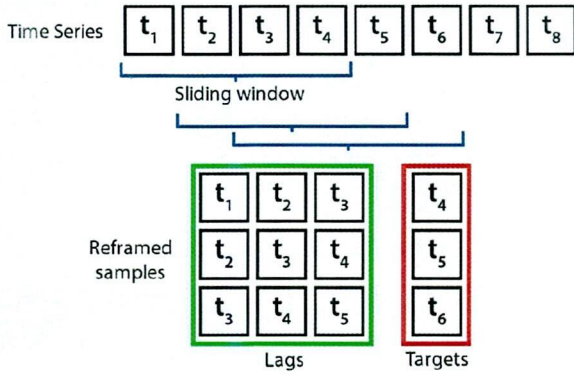 Time Series t₁ t₂ t₃ t₄ t₅ t₆ t₇ t₈
Sliding window
t₁ t₂ t₃ t₄
Reframed samples
t₂ t₃ t₄ t₅
t₃ t₄ t₅ t₆
Lags Targets